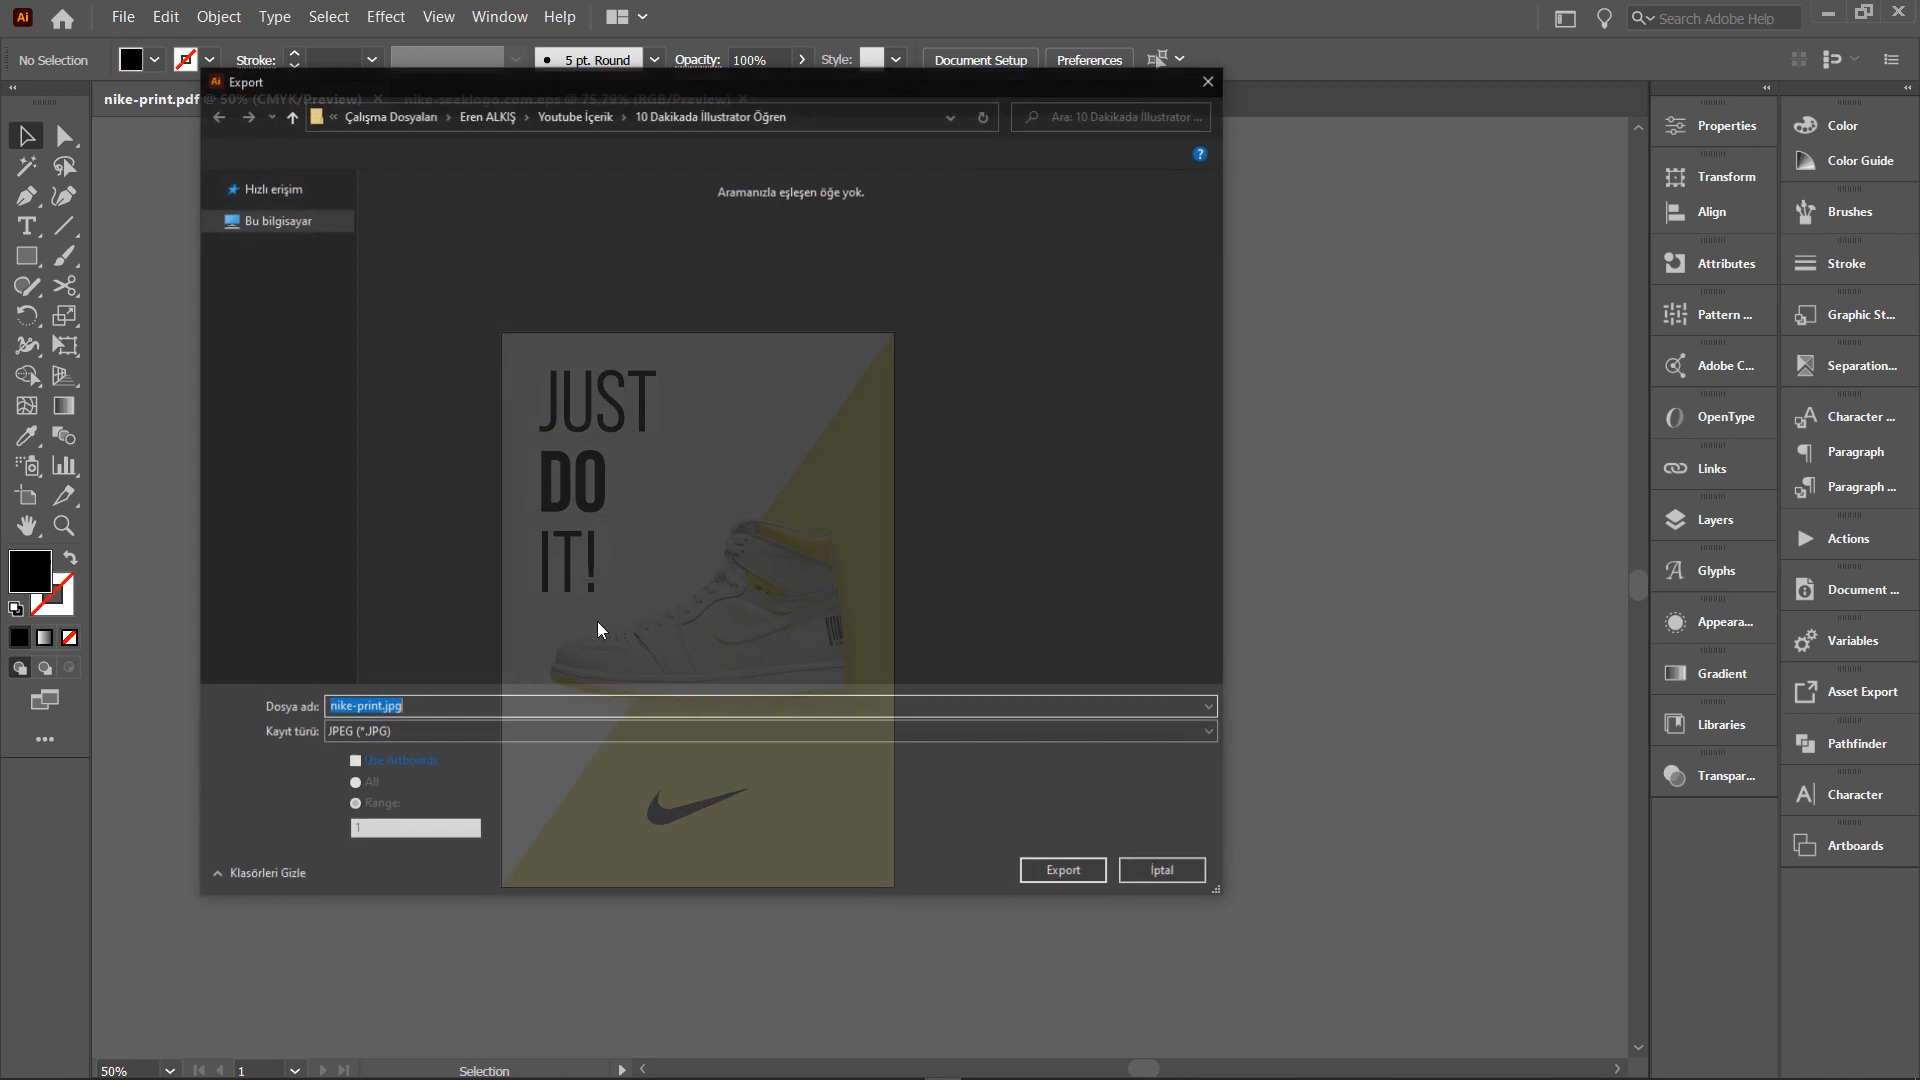 Ai File Edit Object Type Select Effect View Window Help Search Adobe Help
No Selection Stroke: 5 pt. Round Opacity: 100% Style: Document Setup Preferences
Ai Export
nike-print.pdf @ 50% (CMYK/Preview) × nike-seeklogo.com.eps @ 75,79% (RGB/Preview) ×
« Çalışma Dosyaları Eren ALKIŞ Youtube İçerik 10 Dakikada İllustrator Öğren Ara: 10 Dakikada İllustrator ...
?
Hızlı erişim
Bu bilgisayar
Aramanızla eşleşen öğe yok.
JUST
DO
IT!
Dosya adı: nike-print.jpg
Kayıt türü: JPEG (*.JPG)
Use Artboards
All
Range:
1
Klasörleri Gizle
Export İptal
Properties
Transform
Align
Attributes
Pattern ...
Adobe C...
OpenType
Links
Layers
Glyphs
Appeara...
Gradient
Libraries
Transpar...
Color
Color Guide
Brushes
Stroke
Graphic St...
Separation...
Character ...
Paragraph
Paragraph ...
Actions
Document ...
Variables
Asset Export
Pathfinder
Character
Artboards
50% 1 Selection